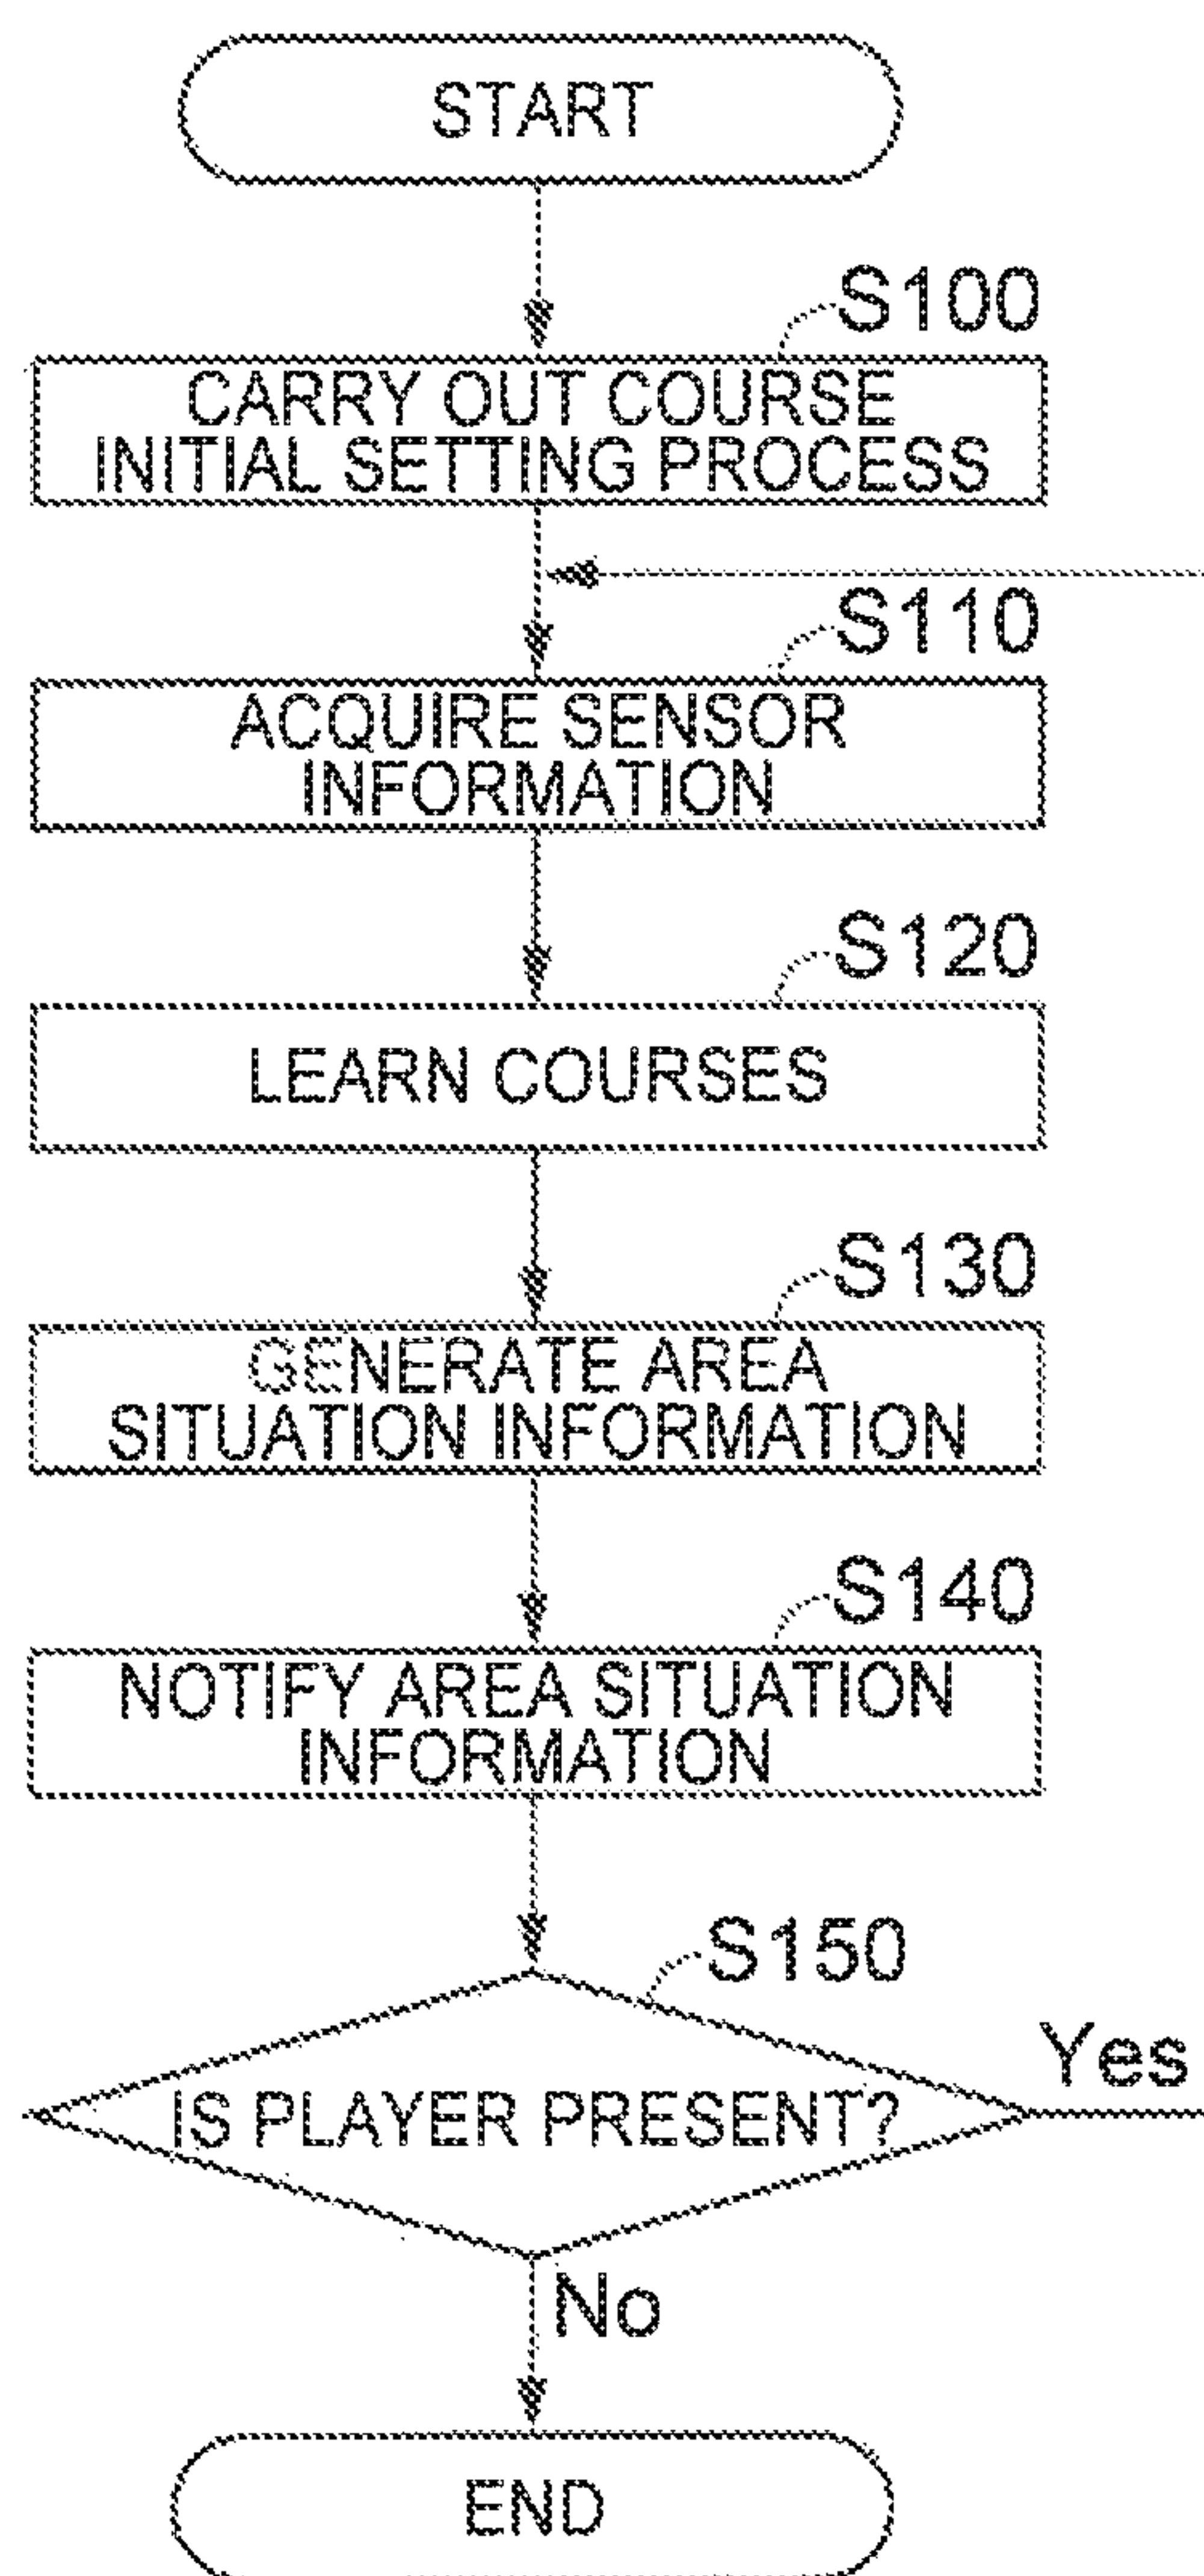 START
S100
CARRY OUT COURSE
INITIAL SETTING PROCESS
S110
ACQUIRE SENSOR
INFORMATION
S120
LEARN COURSES
S130
GENERATE AREA
SITUATION INFORMATION
S140
NOTIFY AREA SITUATION
INFORMATION
S150
IS PLAYER PRESENT?
Yes
No
END